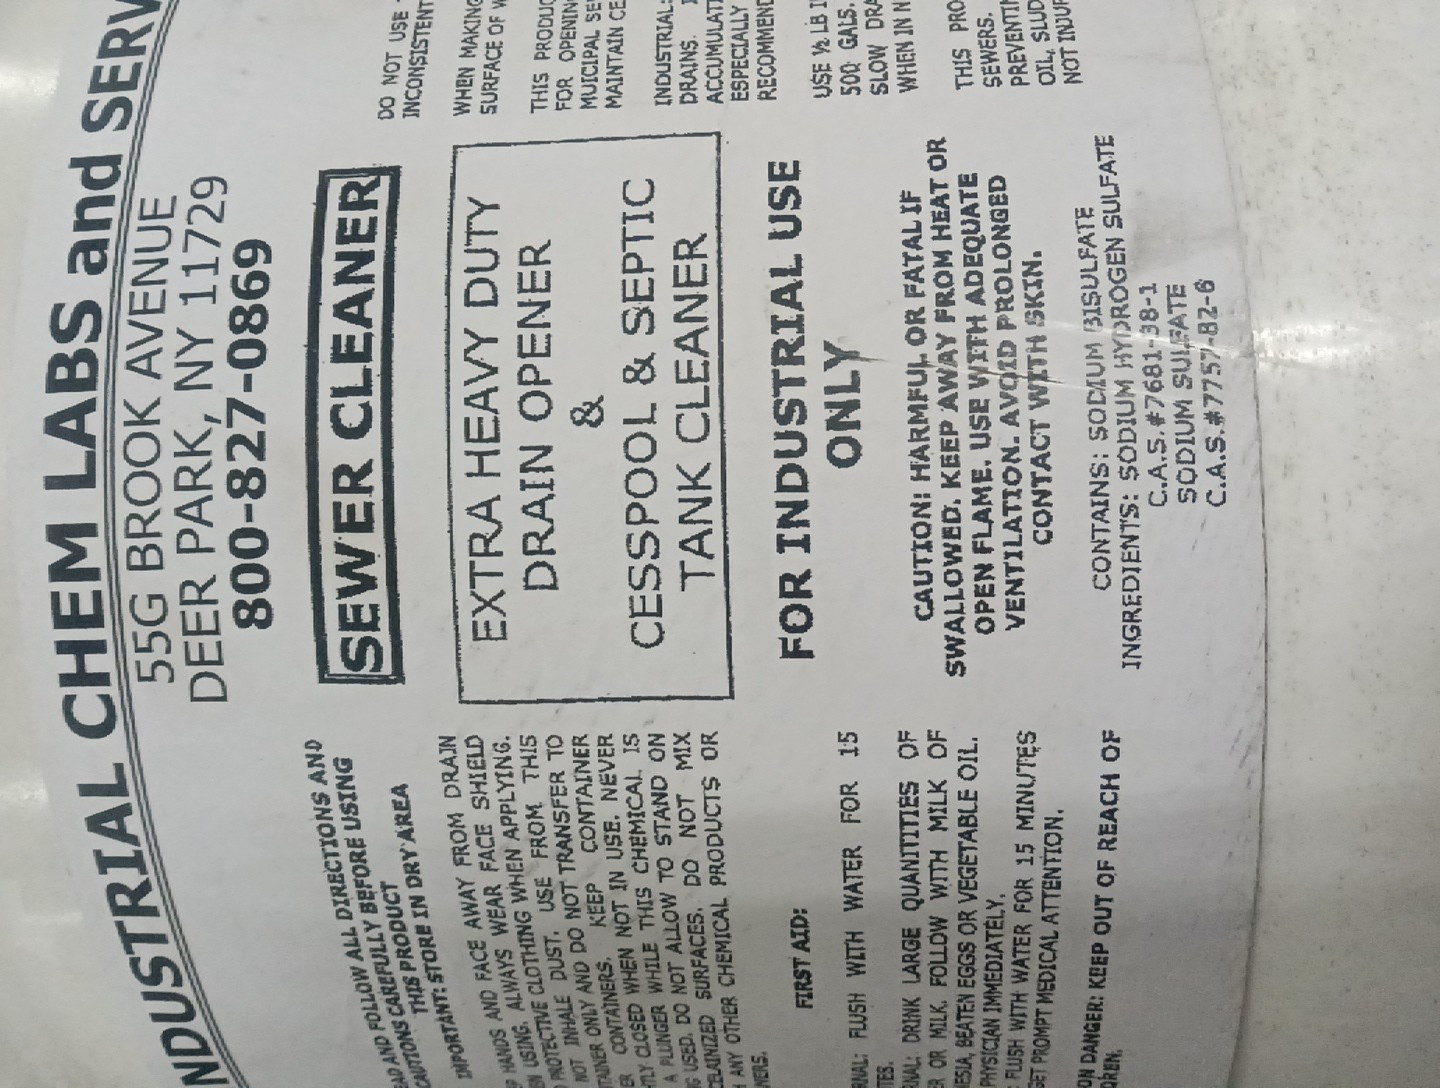 INDUSTRIAL CHEM LABS and SERV
55G BROOK AVENUE
DEER PARK, NY 11729
800-827-0869
AND FOLLOW ALL DIRECTIONS AND
CAUTIONS CAREFULLY BEFORE USING
THIS PRODUCT
IMPORTANT: STORE IN DRY AREA
HANDS AND FACE AWAY FROM DRAIN
USING. ALWAYS WEAR FACE SHIELD
PROTECTIVE CLOTHING WHEN APPLYING.
NOT INHALE DUST. USE FROM THIS
ONLY AND DO NOT TRANSFER TO
CONTAINERS. KEEP CONTAINER
CLOSED WHEN NOT IN USE. NEVER
A PLUNGER WHILE THIS CHEMICAL IS
USED. DO NOT ALLOW TO STAND ON
SURFACES. DO NOT MIX
ANY OTHER CHEMICAL PRODUCTS OR
FIRST AID:
FLUSH WITH WATER FOR 15
DRINK LARGE QUANITITIES OF
OR MILK. FOLLOW WITH MILK OF
BEATEN EGGS OR VEGETABLE OIL.
PHYSICIAN IMMEDIATELY.
FLUSH WITH WATER FOR 15 MINUTES
GET PROMPT MEDICAL ATTENTION.
DANGER: KEEP OUT OF REACH OF
SEWER CLEANER
EXTRA HEAVY DUTY
DRAIN OPENER
&
CESSPOOL & SEPTIC
TANK CLEANER
FOR INDUSTRIAL USE
ONLY
CAUTION: HARMFUL OR FATAL IF
SWALLOWED. KEEP AWAY FROM HEAT OR
OPEN FLAME. USE WITH ADEQUATE
VENTILATION. AVOID PROLONGED
CONTACT WITH SKIN.
CONTAINS: SODIUM BISULFATE
INGREDIENTS: SODIUM HYDROGEN SULFATE
C.A.S.#7681-38-1
SODIUM SULFATE
C.A.S.#7757-82-6
DO NOT USE
INCONSISTENT
WHEN MAKING
SURFACE OF
THIS PRODUC
FOR OPENING
MUICIPAL SE
MAINTAIN CE
INDUSTRIAL:
DRAINS.
ACCUMULATI
ESPECIALLY
RECOMMEND
USE ½ LB
500 GALS.
SLOW DRA
WHEN IN N
THIS PRO
SEWERS.
PREVENTI
OIL, SLUD
NOT INJUR